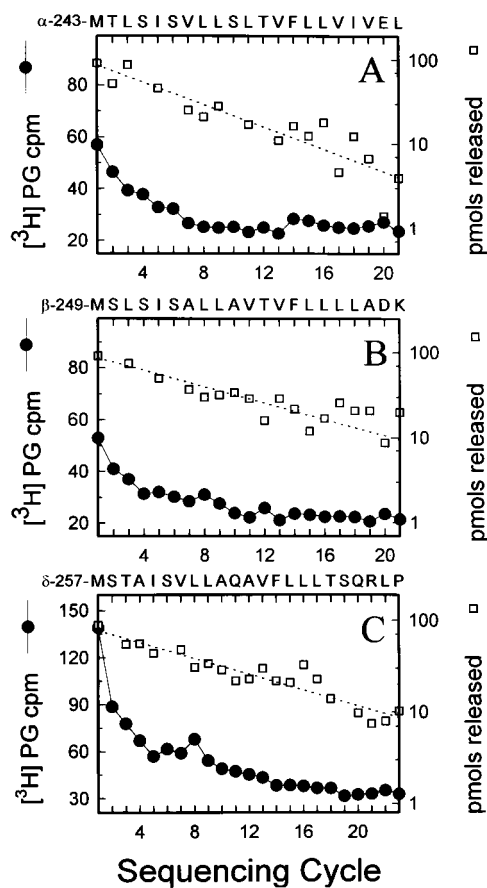 α-243-MTLSISVLLSLTVFLLVIVEL
A
[³H] PG cpm
pmols released
80
60
40
20
100
10
1
4 8 12 16 20
β-249-MSLSISALLAVTVFLLLLADK
B
[³H] PG cpm
pmols released
80
60
40
20
100
10
1
4 8 12 16 20
δ-257-MSTAISVLLAQAVFLLLTSQRLP
C
[³H] PG cpm
pmols released
150
120
90
60
30
100
10
1
4 8 12 16 20
Sequencing Cycle